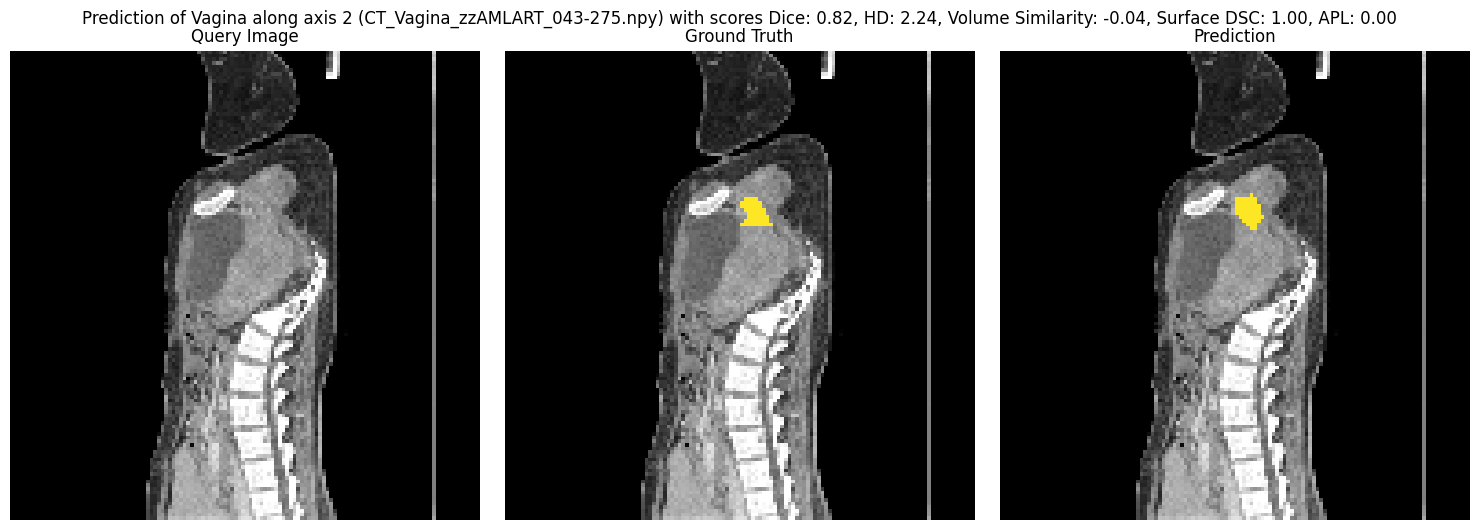 Prediction of Vagina along axis 2 (CT_Vagina_zzAMLART_043-275.npy) with scores Dice: 0.82, HD: 2.24, Volume Similarity: -0.04, Surface DSC: 1.00, APL: 0.00
Query Image
Ground Truth
Prediction